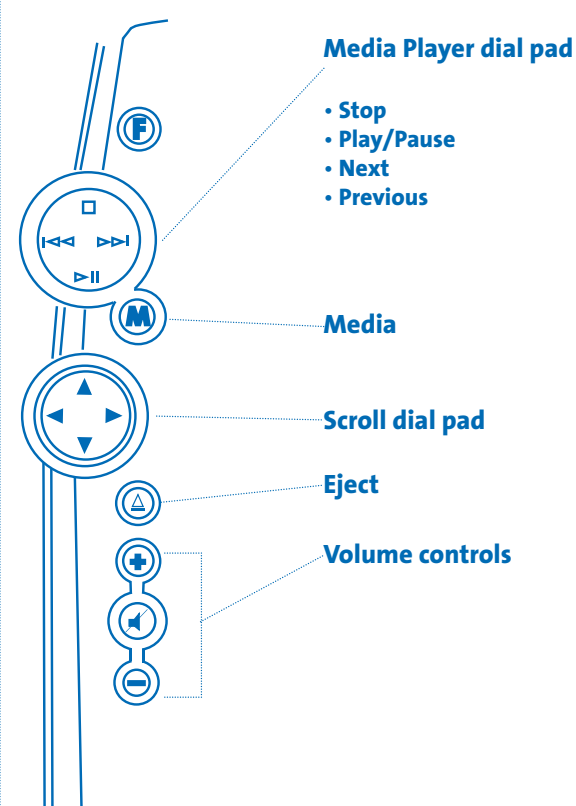 Media Player dial pad
• Stop
• Play/Pause
• Next
• Previous
F
M
Media
Scroll dial pad
Eject
Volume controls